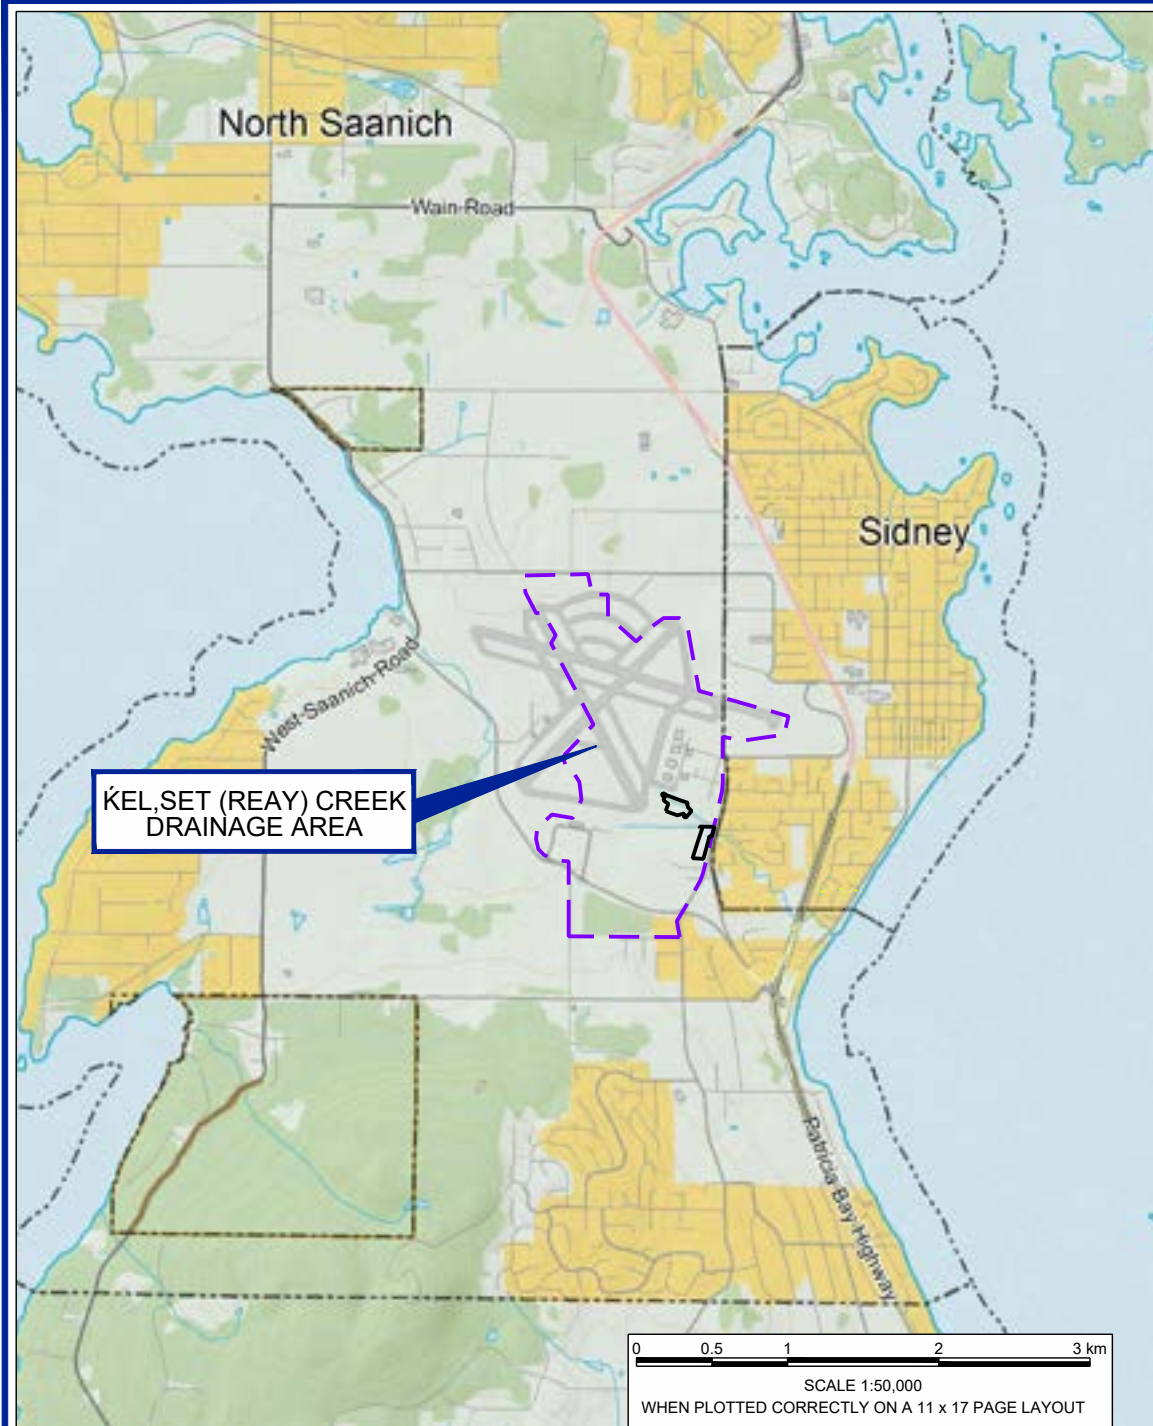 North Saanich
Wain Road
Sidney
West Saanich Road
ḰEL,SET (REAY) CREEK
DRAINAGE AREA
Patricia Bay Highway
0 0.5 1 2 3 km
SCALE 1:50,000
WHEN PLOTTED CORRECTLY ON A 11 x 17 PAGE LAYOUT